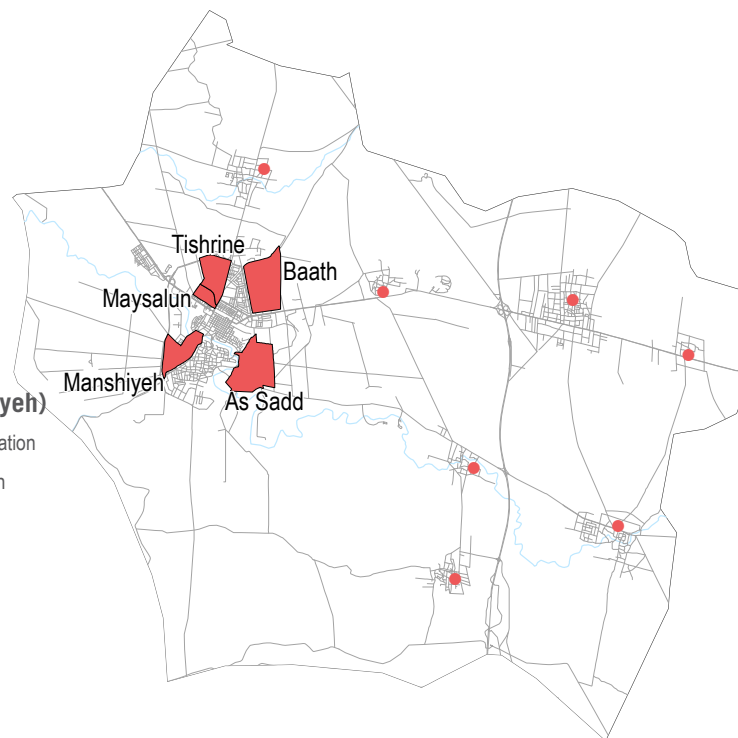 Tishrine
Baath
Maysalun
Manshiyeh
As Sadd
yeh)
ation